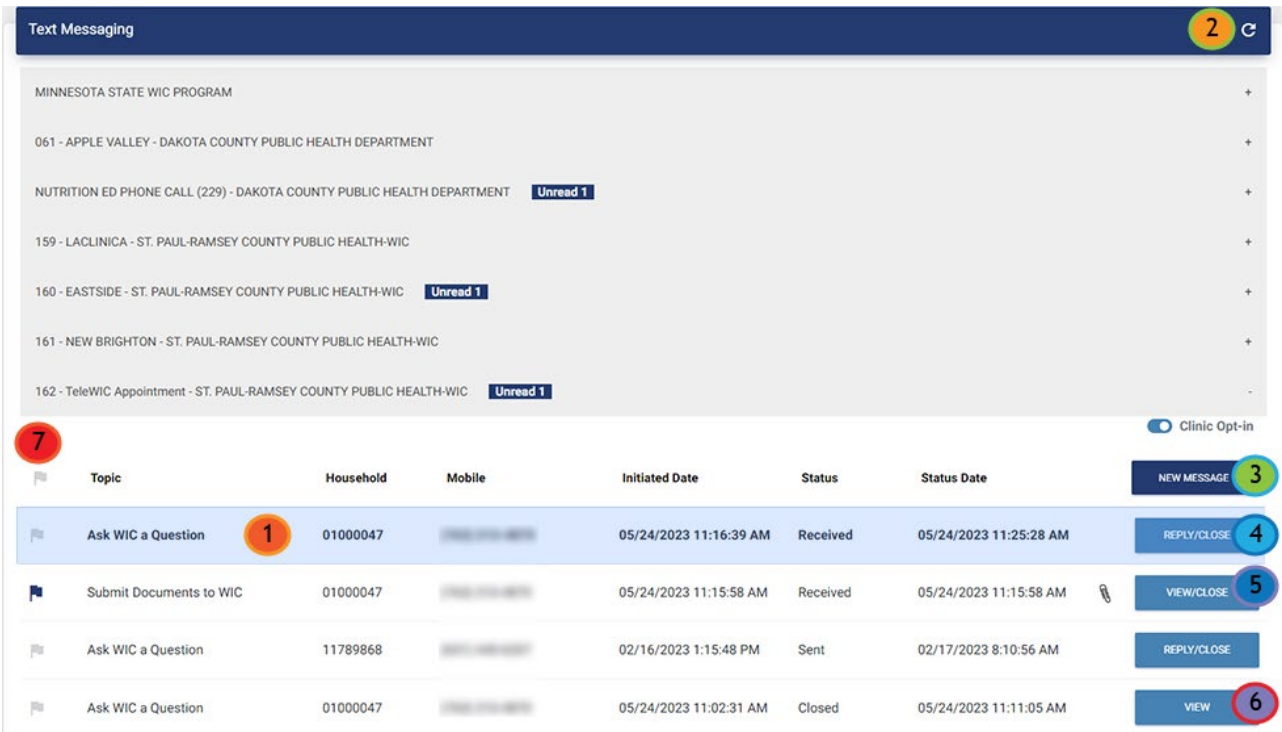 Text Messaging 2
MINNESOTA STATE WIC PROGRAM +
061 - APPLE VALLEY - DAKOTA COUNTY PUBLIC HEALTH DEPARTMENT +
NUTRITION ED PHONE CALL (229) - DAKOTA COUNTY PUBLIC HEALTH DEPARTMENT Unread 1 +
159 - LACLINICA - ST. PAUL-RAMSEY COUNTY PUBLIC HEALTH-WIC +
160 - EASTSIDE - ST. PAUL-RAMSEY COUNTY PUBLIC HEALTH-WIC Unread 1 +
161 - NEW BRIGHTON - ST. PAUL-RAMSEY COUNTY PUBLIC HEALTH-WIC +
162 - TeleWIC Appointment - ST. PAUL-RAMSEY COUNTY PUBLIC HEALTH-WIC Unread 1 -
Clinic Opt-in
7
Topic Household Mobile Initiated Date Status Status Date NEW MESSAGE 3
Ask WIC a Question 1 01000047 05/24/2023 11:16:39 AM Received 05/24/2023 11:25:28 AM REPLY/CLOSE 4
Submit Documents to WIC 01000047 05/24/2023 11:15:58 AM Received 05/24/2023 11:15:58 AM VIEW/CLOSE 5
Ask WIC a Question 11789868 02/16/2023 1:15:48 PM Sent 02/17/2023 8:10:56 AM REPLY/CLOSE
Ask WIC a Question 01000047 05/24/2023 11:02:31 AM Closed 05/24/2023 11:11:05 AM VIEW 6